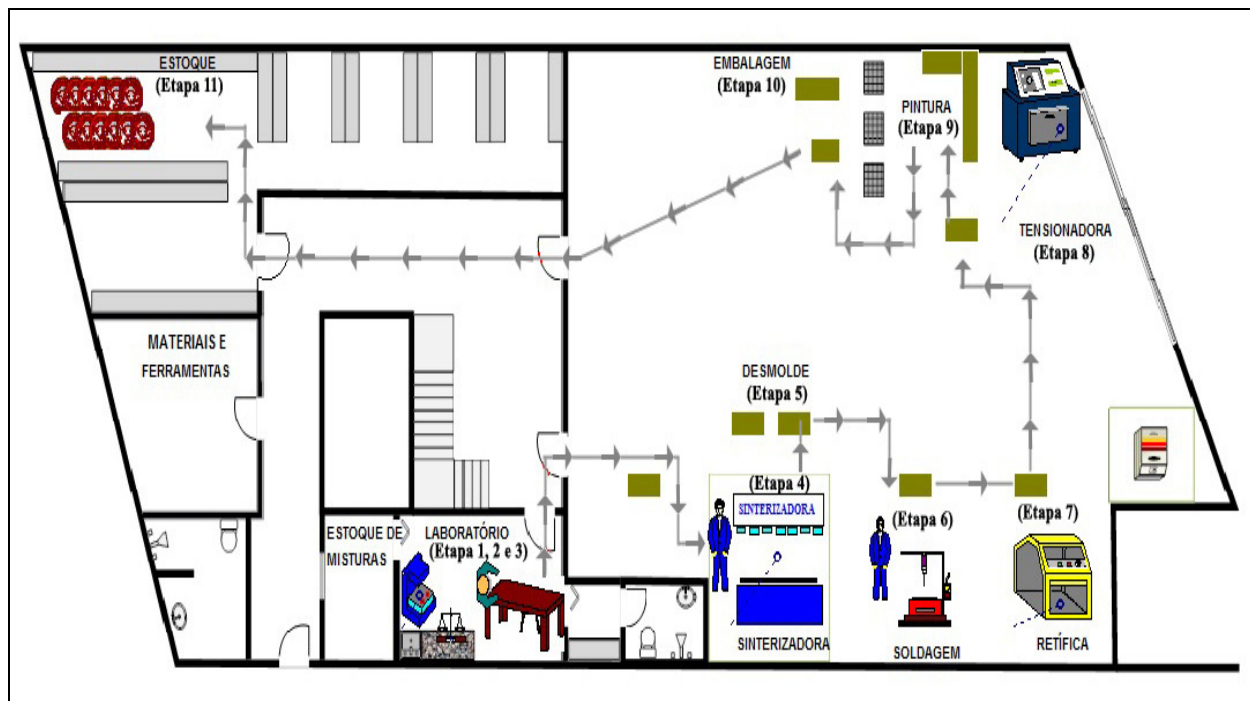 ESTOQUE
(Etapa 11)
EMBALAGEM
(Etapa 10)
PINTURA
(Etapa 9)
TENSIONADORA
(Etapa 8)
MATERIAIS E
FERRAMENTAS
DESMOLDE
(Etapa 5)
(Etapa 4)
SINTERIZADORA
(Etapa 6)
(Etapa 7)
ESTOQUE DE
MISTURAS
LABORATÓRIO
(Etapa 1, 2 e 3)
SINTERIZADORA
SOLDAGEM
RETÍFICA